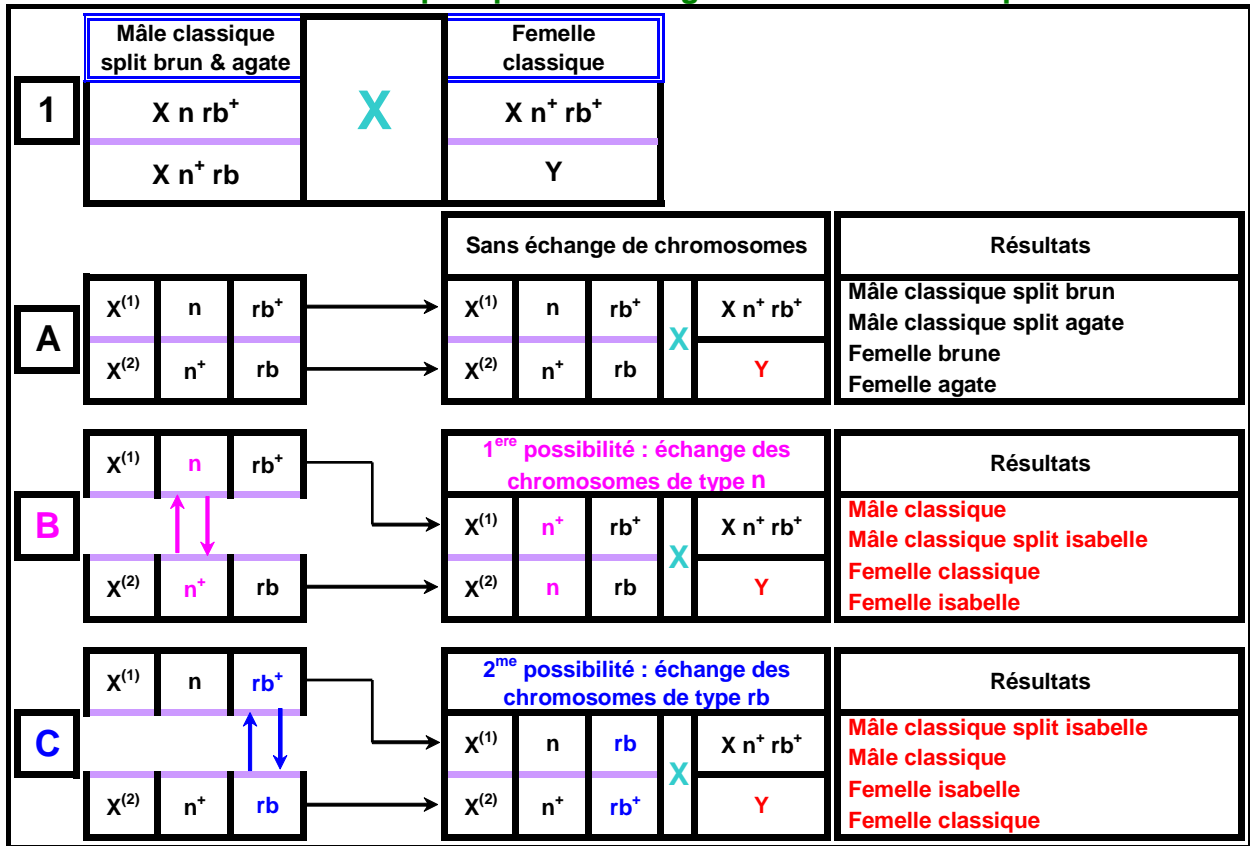 Mâle classique
split brun & agate
Femelle
classique
1
X n rb⁺
X
X n⁺ rb⁺
X n⁺ rb
Y
Sans échange de chromosomes
Résultats
A
X⁽¹⁾ n rb⁺
X⁽²⁾ n⁺ rb
X⁽¹⁾ n rb⁺
X⁽²⁾ n⁺ rb
X
X n⁺ rb⁺
Y
Mâle classique split brun
Mâle classique split agate
Femelle brune
Femelle agate
1ere possibilité : échange des
chromosomes de type n
Résultats
B
X⁽¹⁾ n rb⁺
X⁽²⁾ n⁺ rb
X⁽¹⁾ n⁺ rb⁺
X⁽²⁾ n rb
X
X n⁺ rb⁺
Y
Mâle classique
Mâle classique split isabelle
Femelle classique
Femelle isabelle
2me possibilité : échange des
chromosomes de type rb
Résultats
C
X⁽¹⁾ n rb⁺
X⁽²⁾ n⁺ rb
X⁽¹⁾ n rb
X⁽²⁾ n⁺ rb⁺
X
X n⁺ rb⁺
Y
Mâle classique split isabelle
Mâle classique
Femelle isabelle
Femelle classique